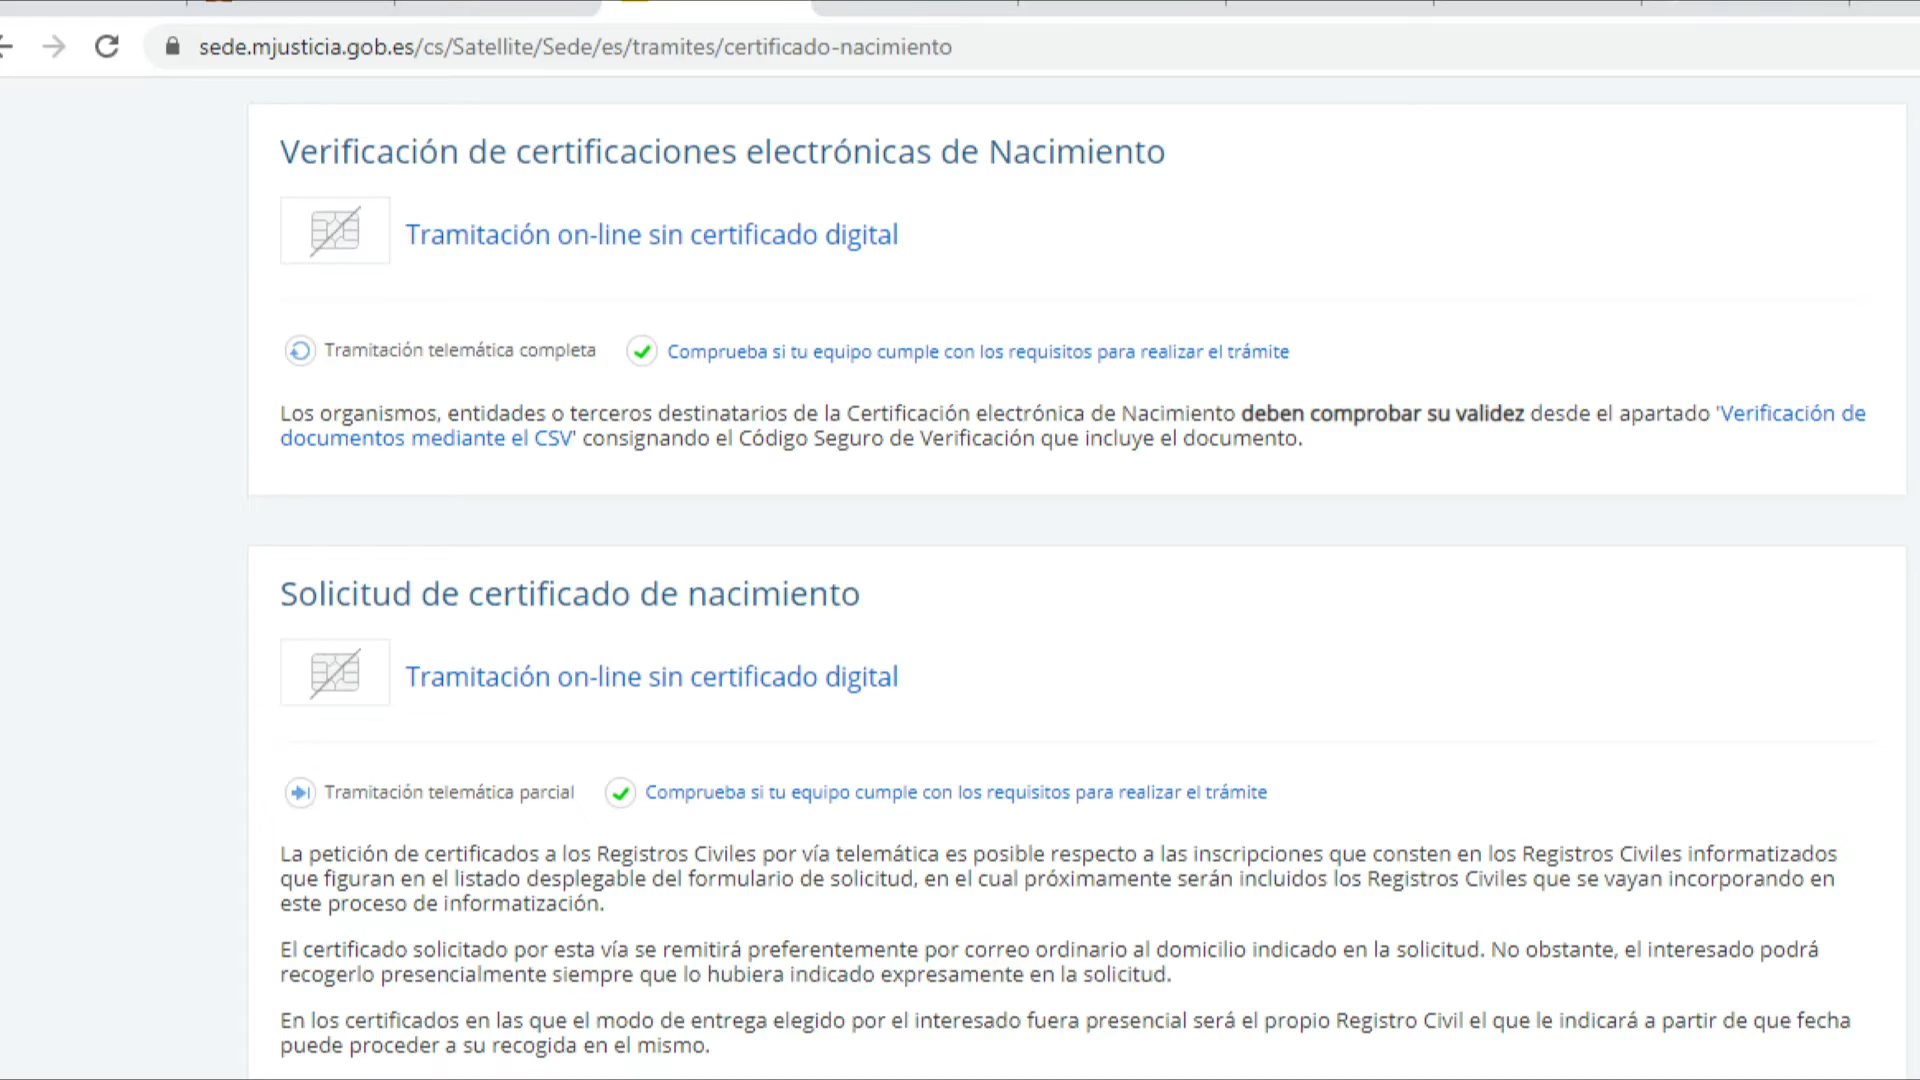 sede.mjusticia.gob.es/cs/Satellite/Sede/es/tramites/certificado-nacimiento
Verificación de certificaciones electrónicas de Nacimiento
Tramitación on-line sin certificado digital
Tramitación telemática completa Comprueba si tu equipo cumple con los requisitos para realizar el trámite
Los organismos, entidades o terceros destinatarios de la Certificación electrónica de Nacimiento deben comprobar su validez desde el apartado 'Verificación de
documentos mediante el CSV' consignando el Código Seguro de Verificación que incluye el documento.
Solicitud de certificado de nacimiento
Tramitación on-line sin certificado digital
Tramitación telemática parcial Comprueba si tu equipo cumple con los requisitos para realizar el trámite
La petición de certificados a los Registros Civiles por vía telemática es posible respecto a las inscripciones que consten en los Registros Civiles informatizados
que figuran en el listado desplegable del formulario de solicitud, en el cual próximamente serán incluidos los Registros Civiles que se vayan incorporando en
este proceso de informatización.
El certificado solicitado por esta vía se remitirá preferentemente por correo ordinario al domicilio indicado en la solicitud. No obstante, el interesado podrá
recogerlo presencialmente siempre que lo hubiera indicado expresamente en la solicitud.
En los certificados en las que el modo de entrega elegido por el interesado fuera presencial será el propio Registro Civil el que le indicará a partir de que fecha
puede proceder a su recogida en el mismo.